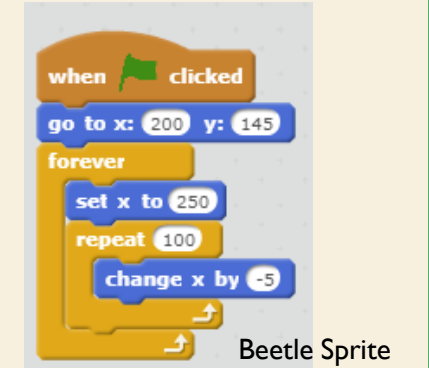 when clicked
go to x: 200 y: 145
forever
set x to 250
repeat 100
change x by -5
Beetle Sprite